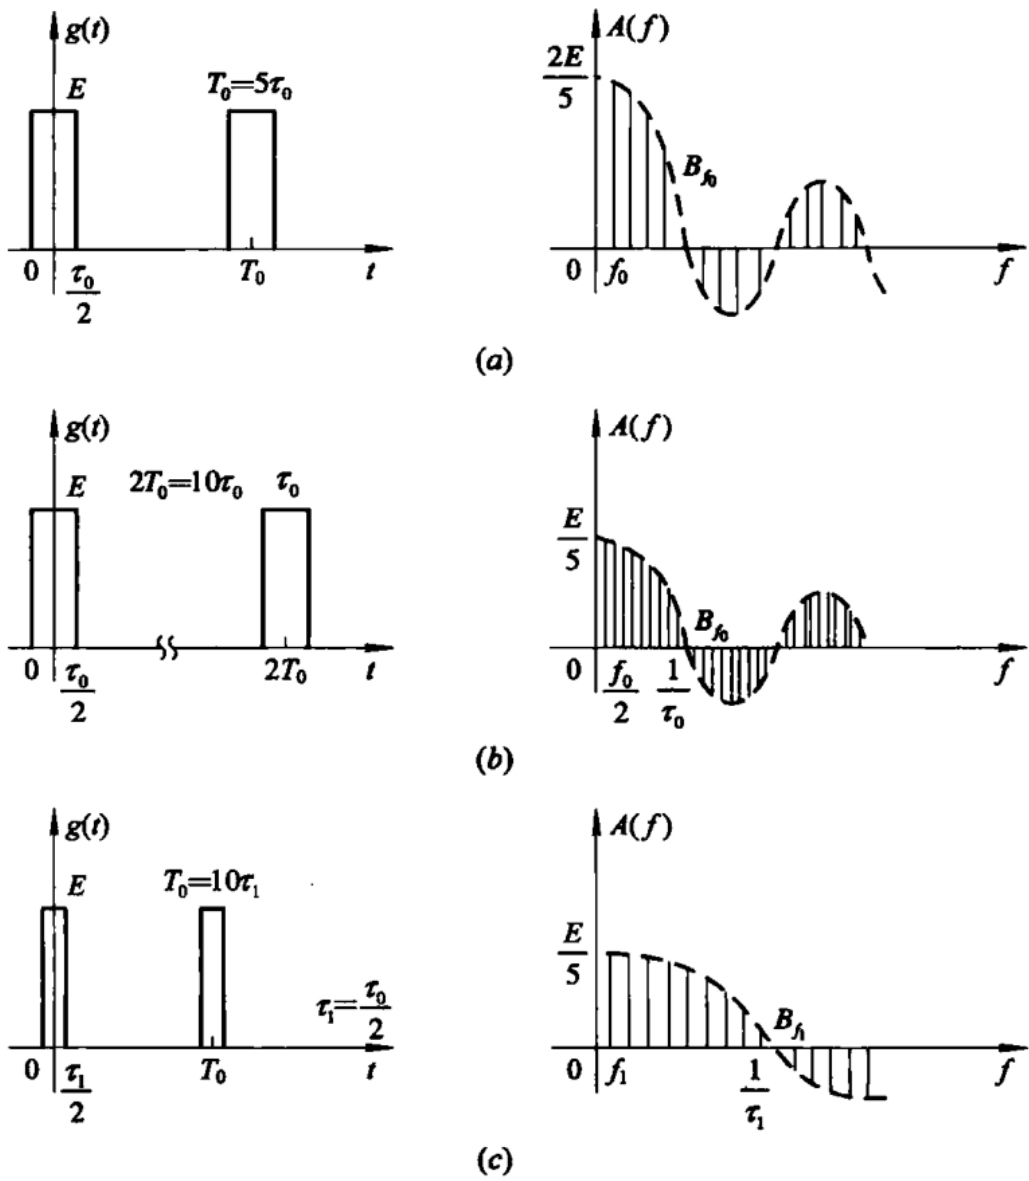 g(t)
E
T₀=5τ₀
0
τ₀/2
T₀
t
A(f)
2E/5
B_f₀
0
f₀
f
(a)
g(t)
E
2T₀=10τ₀
τ₀
0
τ₀/2
2T₀
t
A(f)
E/5
B_f₀
0
f₀/2
1/τ₀
f
(b)
g(t)
E
T₀=10τ₁
τ₁=τ₀/2
0
τ₁/2
T₀
t
A(f)
E/5
B_f₁
0
f₁
1/τ₁
f
(c)